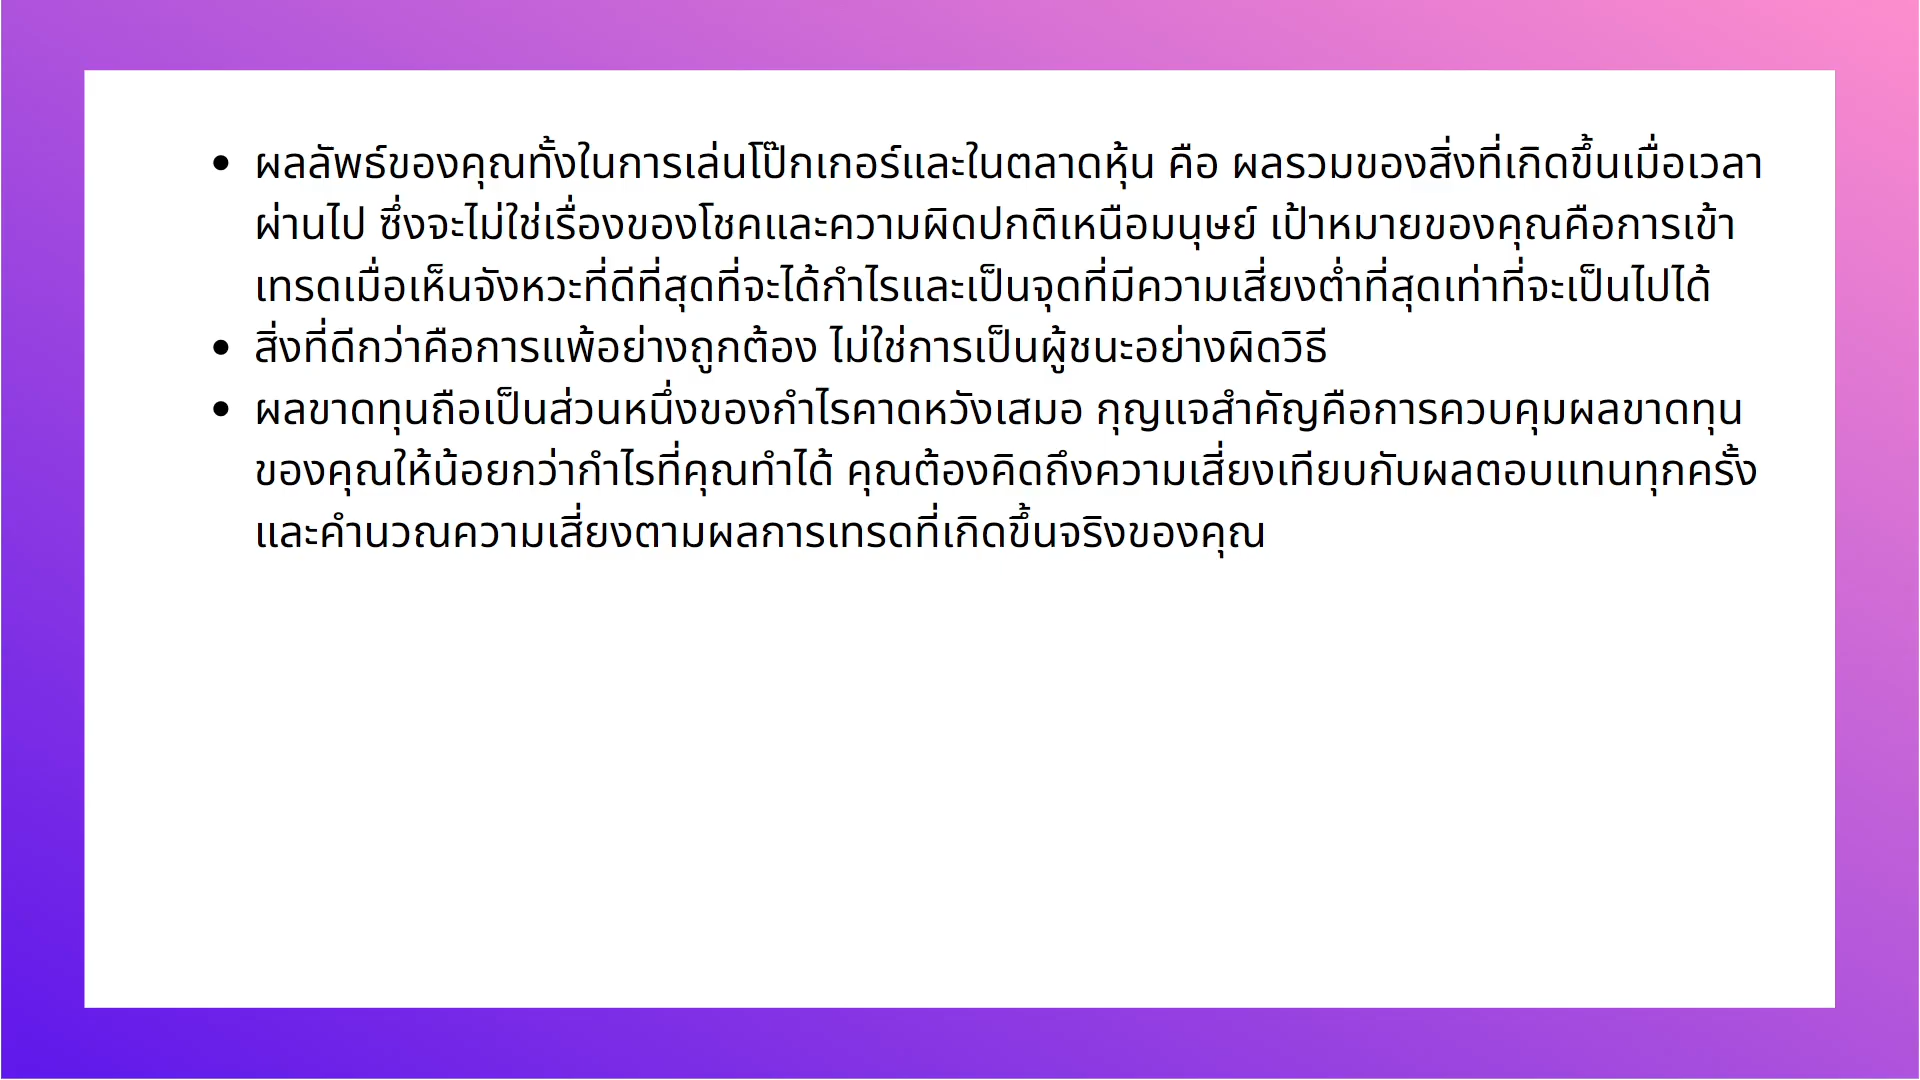 • ผลลัพธ์ของคุณทั้งในการเล่นโป๊กเกอร์และในตลาดหุ้น คือ ผลรวมของสิ่งที่เกิดขึ้นเมื่อเวลา
ผ่านไป ซึ่งจะไม่ใช่เรื่องของโชคและความผิดปกติเหนือมนุษย์ เป้าหมายของคุณคือการเข้า
เทรดเมื่อเห็นจังหวะที่ดีที่สุดที่จะได้กำไรและเป็นจุดที่มีความเสี่ยงต่ำที่สุดเท่าที่จะเป็นไปได้
• สิ่งที่ดีกว่าคือการแพ้อย่างถูกต้อง ไม่ใช่การเป็นผู้ชนะอย่างผิดวิธี
• ผลขาดทุนถือเป็นส่วนหนึ่งของกำไรคาดหวังเสมอ กุญแจสำคัญคือการควบคุมผลขาดทุน
ของคุณให้น้อยกว่ากำไรที่คุณทำได้ คุณต้องคิดถึงความเสี่ยงเทียบกับผลตอบแทนทุกครั้ง
และคำนวณความเสี่ยงตามผลการเทรดที่เกิดขึ้นจริงของคุณ